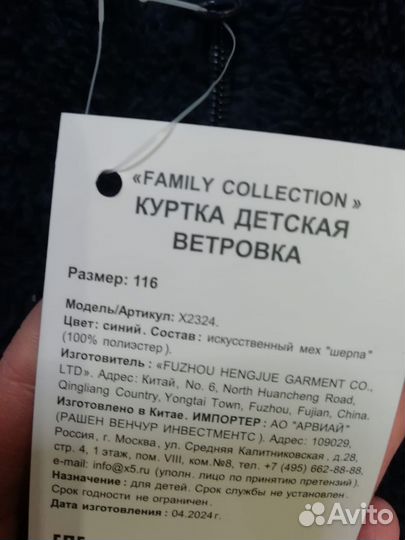 «FAMILY COLLECTION»
КУРТКА ДЕТСКАЯ
ВЕТРОВКА
Размер: 116
Модель/Артикул: X2324.
Цвет: синий. Состав: искусственный мех "шерпа"
(100% полиэстер).
Изготовитель: «FUZHOU HENGJUE GARMENT CO.,
LTD». Адрес: Китай, No. 6, North Huancheng Road,
Qingliang Country, Yongtai Town, Fuzhou, Fujian, China.
Изготовлено в Китае. ИМПОРТЕР: АО "АРВИАЙ"
(РАШЕН ВЕНЧУР ИНВЕСТМЕНТС). Адрес: 109029,
Россия, г. Москва, ул. Средняя Калитниковская, д.28,
стр. 4, 1 этаж, пом. VIII, ком.№8, тел. +7 (495) 662-88-88,
e-mail: info@x5.ru (уполн. лицо по принятию претензий).
Назначение: для детей. Срок службы не установлен.
Срок годности не ограничен.
Дата изготовления: 04.2024г.
Avito